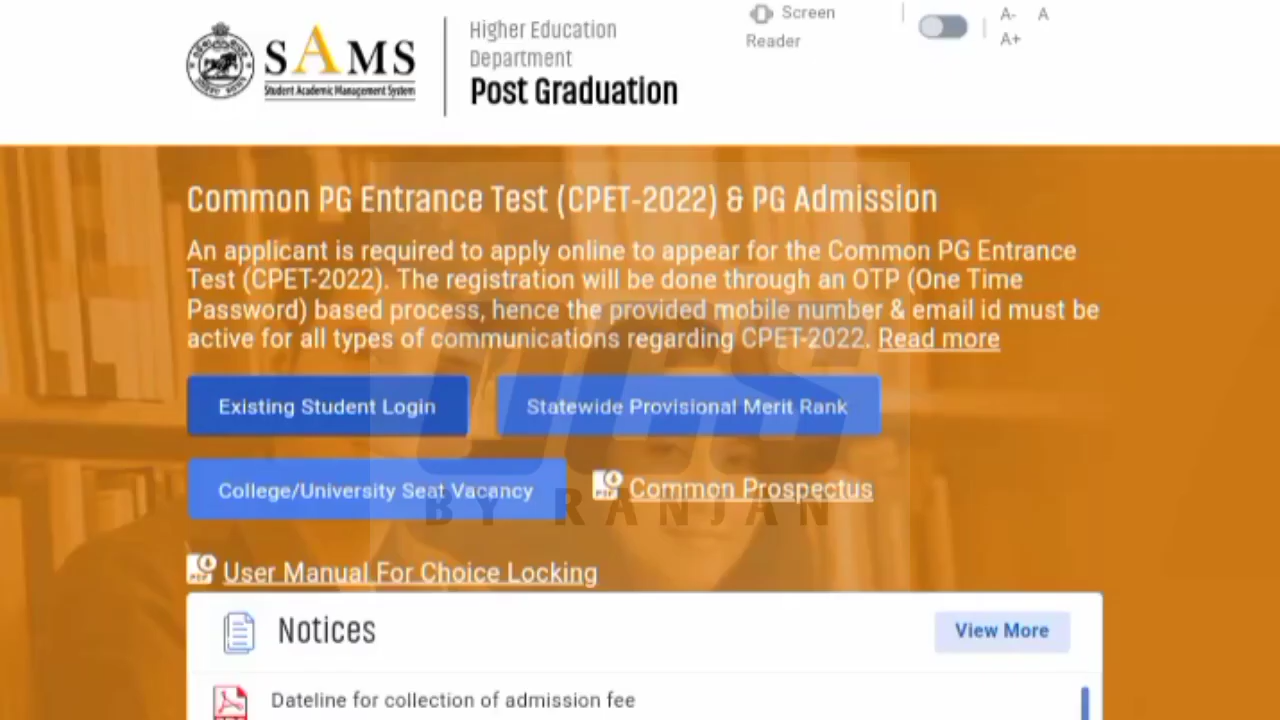 SAMS
Student Academic Management System
Higher Education
Department
Post Graduation
Screen
Reader
A- A
A+
Common PG Entrance Test (CPET-2022) & PG Admission
An applicant is required to apply online to appear for the Common PG Entrance
Test (CPET-2022). The registration will be done through an OTP (One Time
Password) based process, hence the provided mobile number & email id must be
active for all types of communications regarding CPET-2022. Read more
Existing Student Login
Statewide Provisional Merit Rank
College/University Seat Vacancy
Common Prospectus
BY RANJAN
User Manual For Choice Locking
Notices
View More
Dateline for collection of admission fee